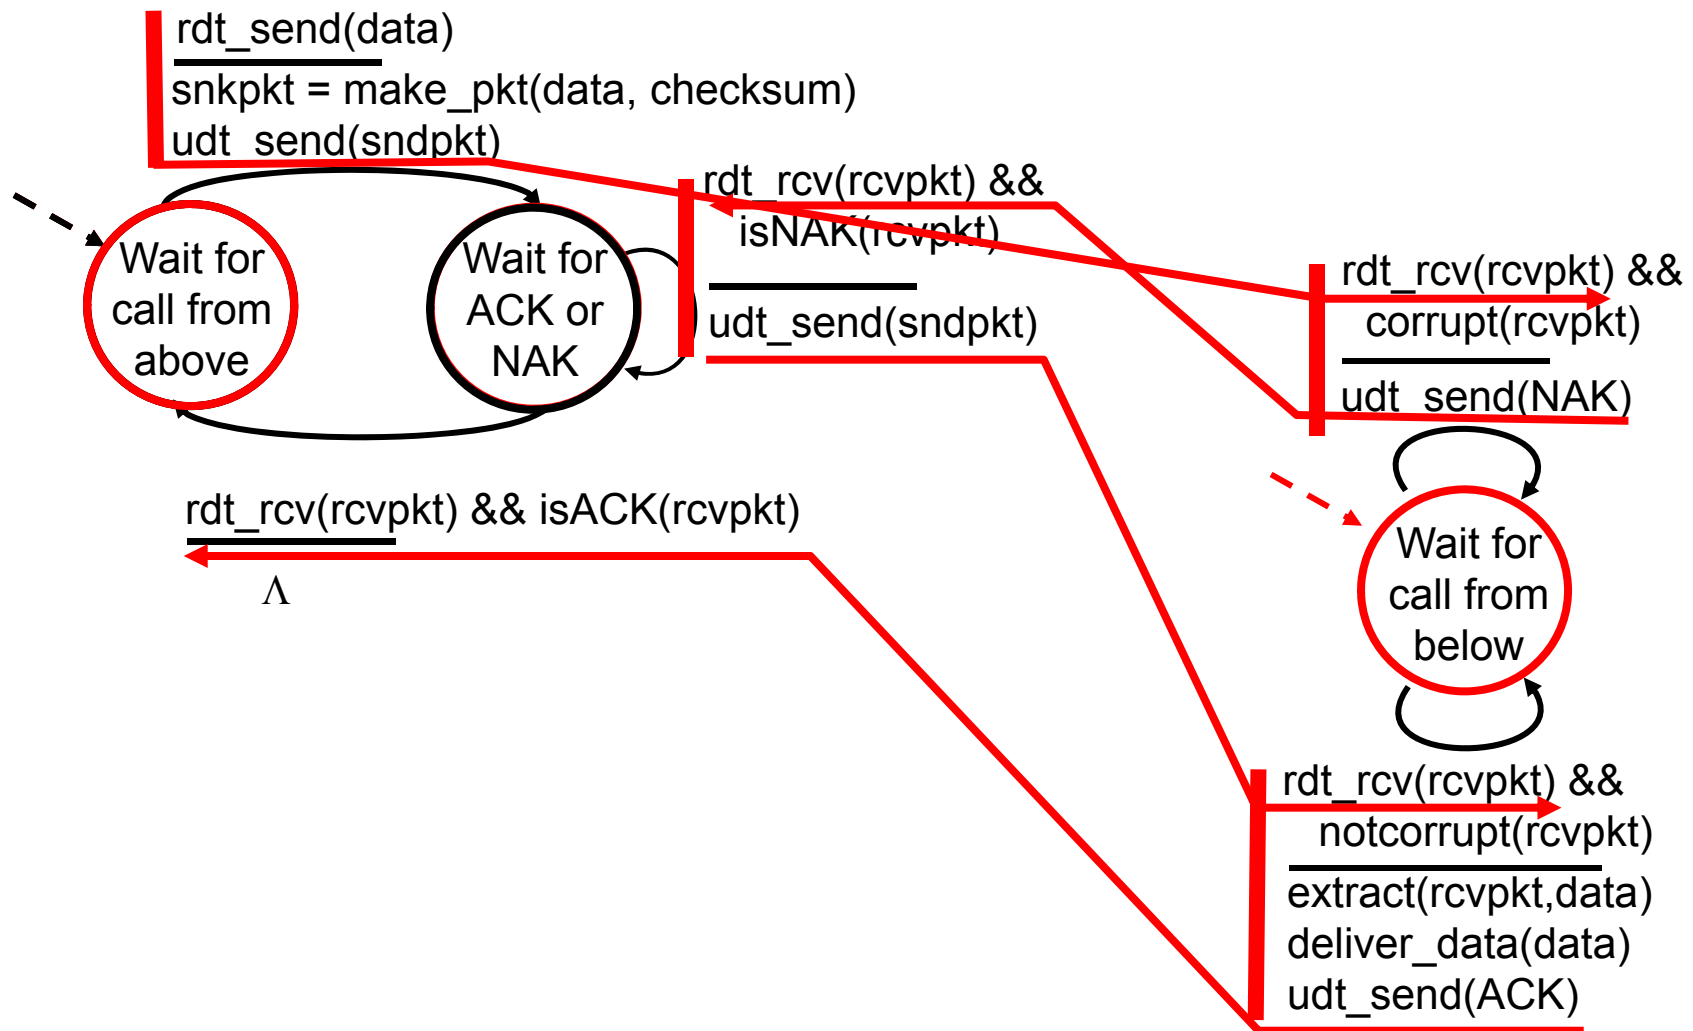 rdt_send(data)
snkpkt = make_pkt(data, checksum)
udt_send(sndpkt)
rdt_rcv(rcvpkt) &&
isNAK(rcvpkt)
udt_send(sndpkt)
Wait for
call from
above
Wait for
ACK or
NAK
rdt_rcv(rcvpkt) && isACK(rcvpkt)
Λ
rdt_rcv(rcvpkt) &&
corrupt(rcvpkt)
udt_send(NAK)
Wait for
call from
below
rdt_rcv(rcvpkt) &&
notcorrupt(rcvpkt)
extract(rcvpkt,data)
deliver_data(data)
udt_send(ACK)